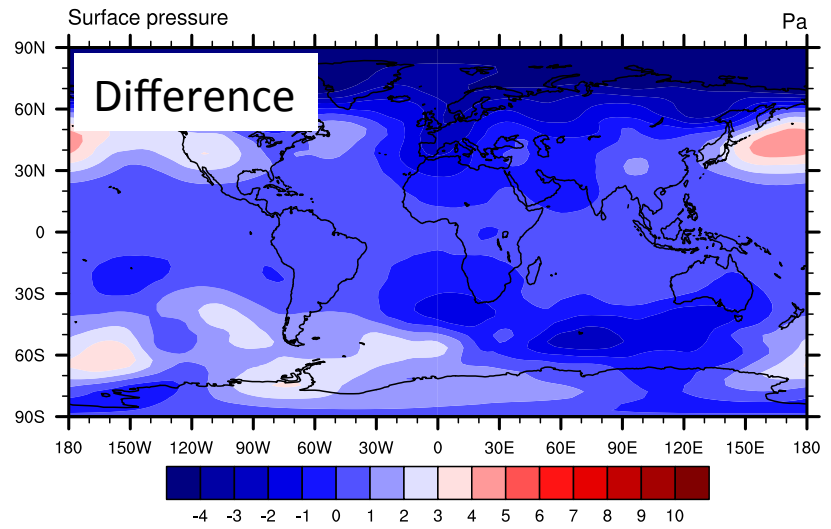 Surface pressure Pa
90N
Difference
60N
30N
0
30S
60S
90S
180 150W 120W 90W 60W 30W 0 30E 60E 90E 120E 150E 180
-4 -3 -2 -1 0 1 2 3 4 5 6 7 8 9 10